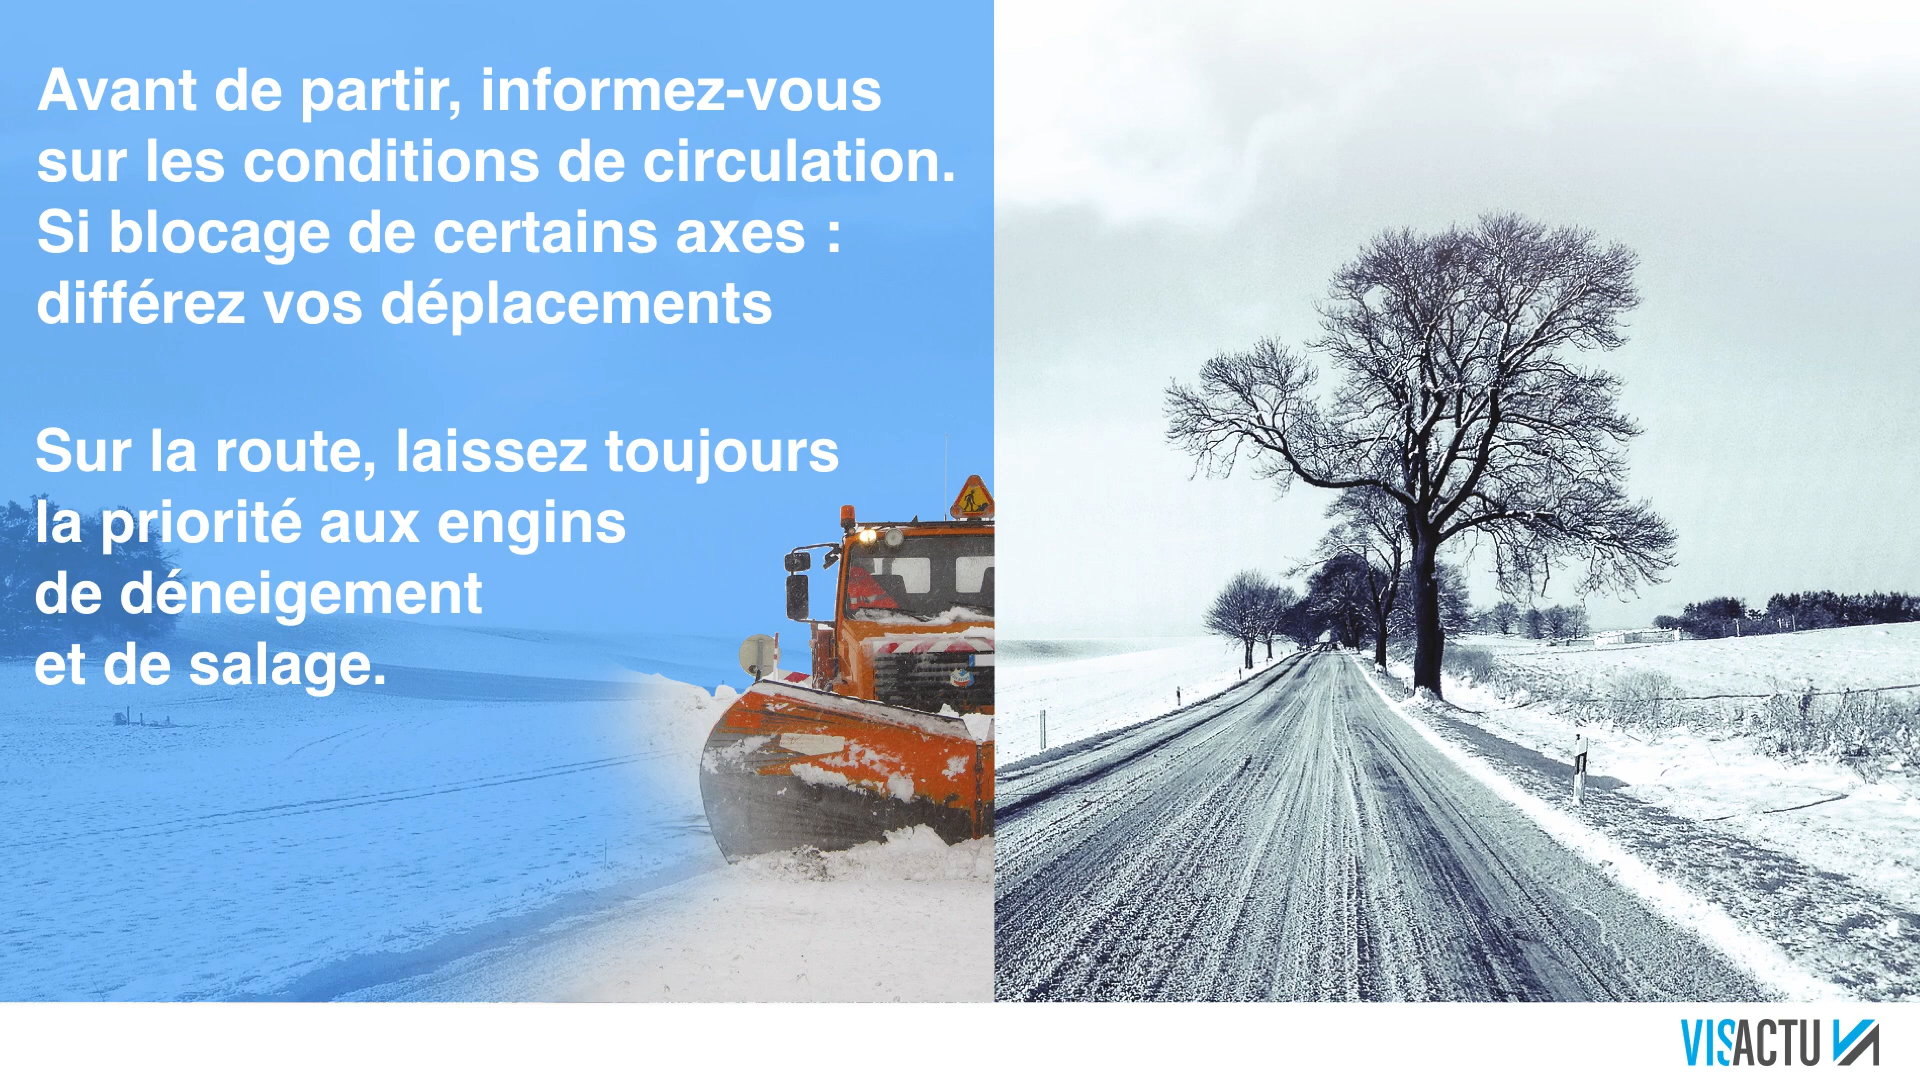 Avant de partir, informez-vous
sur les conditions de circulation.
Si blocage de certains axes :
différez vos déplacements
Sur la route, laissez toujours
la priorité aux engins
de déneigement
et de salage.
VISACTU